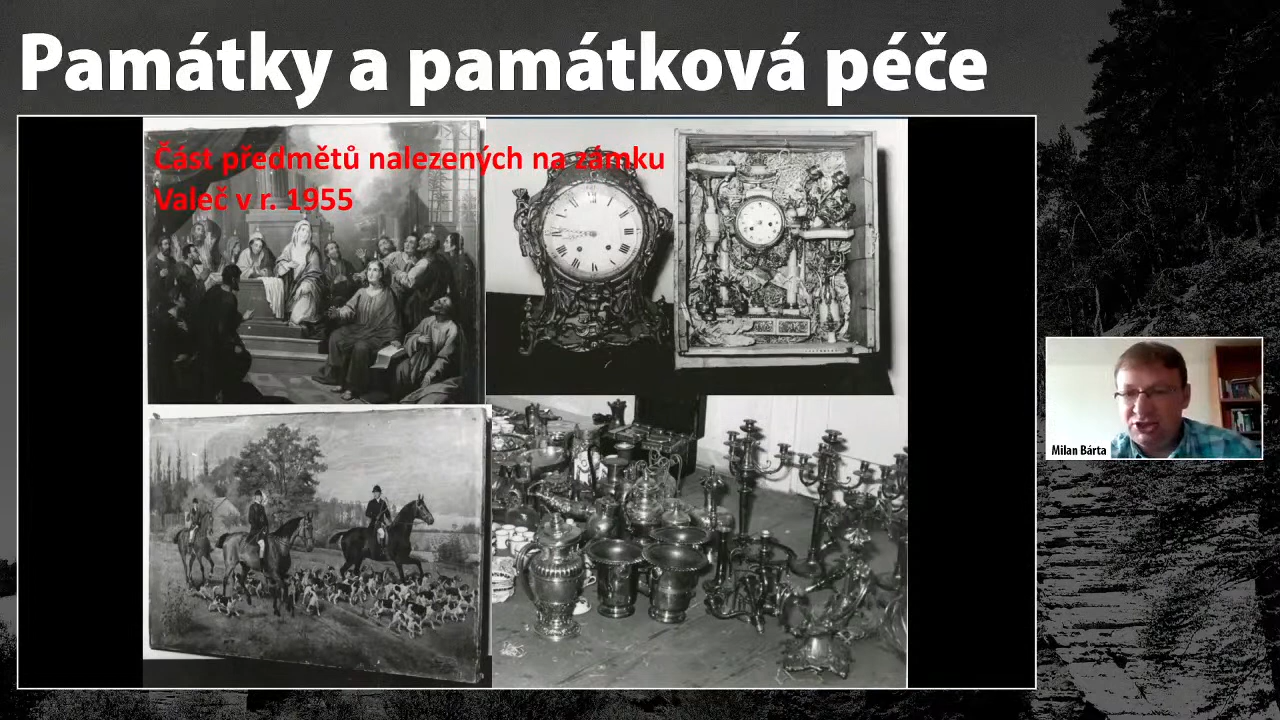 Památky a památková péče
Část předmětů nalezených na zámku
Valeč v r. 1955
Milan Bárta